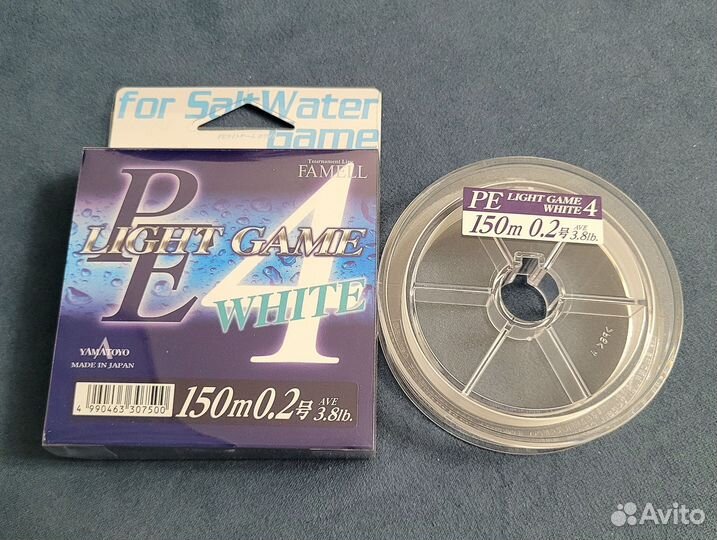 for SaltWater
Game
Tournament Line
FAMELL
PE
LIGHT GAME
4
WHITE
YAMATOYO
MADE IN JAPAN
4 990463 307500
150m 0.2号 AVE 3.8lb.
PE LIGHT GAME
WHITE 4
150m 0.2号 AVE 3.8lb.
>PS<
Avito